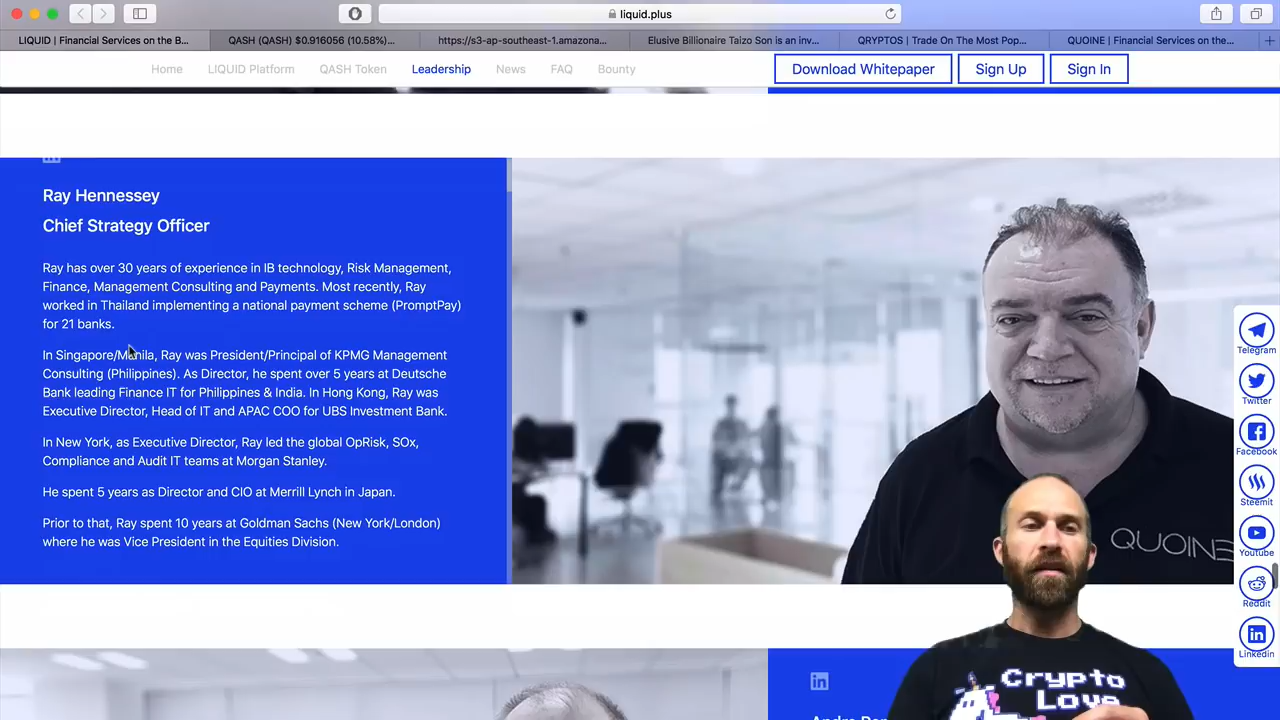 liquid.plus
LIQUID | Financial Services on the B...
QASH (QASH) $0.916056 (10.58%)...
https://s3-ap-southeast-1.amazona...
Elusive Billionaire Taizo Son is an inv...
QRYPTOS | Trade On The Most Pop...
QUOINE | Financial Services on the...
Home
LIQUID Platform
QASH Token
Leadership
News
FAQ
Bounty
Download Whitepaper
Sign Up
Sign In
in
Ray Hennessey
Chief Strategy Officer
Ray has over 30 years of experience in IB technology, Risk Management,
Finance, Management Consulting and Payments. Most recently, Ray
worked in Thailand implementing a national payment scheme (PromptPay)
for 21 banks.
In Singapore/Manila, Ray was President/Principal of KPMG Management
Consulting (Philippines). As Director, he spent over 5 years at Deutsche
Bank leading Finance IT for Philippines & India. In Hong Kong, Ray was
Executive Director, Head of IT and APAC COO for UBS Investment Bank.
In New York, as Executive Director, Ray led the global OpRisk, SOx,
Compliance and Audit IT teams at Morgan Stanley.
He spent 5 years as Director and CIO at Merrill Lynch in Japan.
Prior to that, Ray spent 10 years at Goldman Sachs (New York/London)
where he was Vice President in the Equities Division.
QUOINE
Telegram
Twitter
Facebook
Steemit
Youtube
Reddit
in
Linkedin
Crypto
Love
in